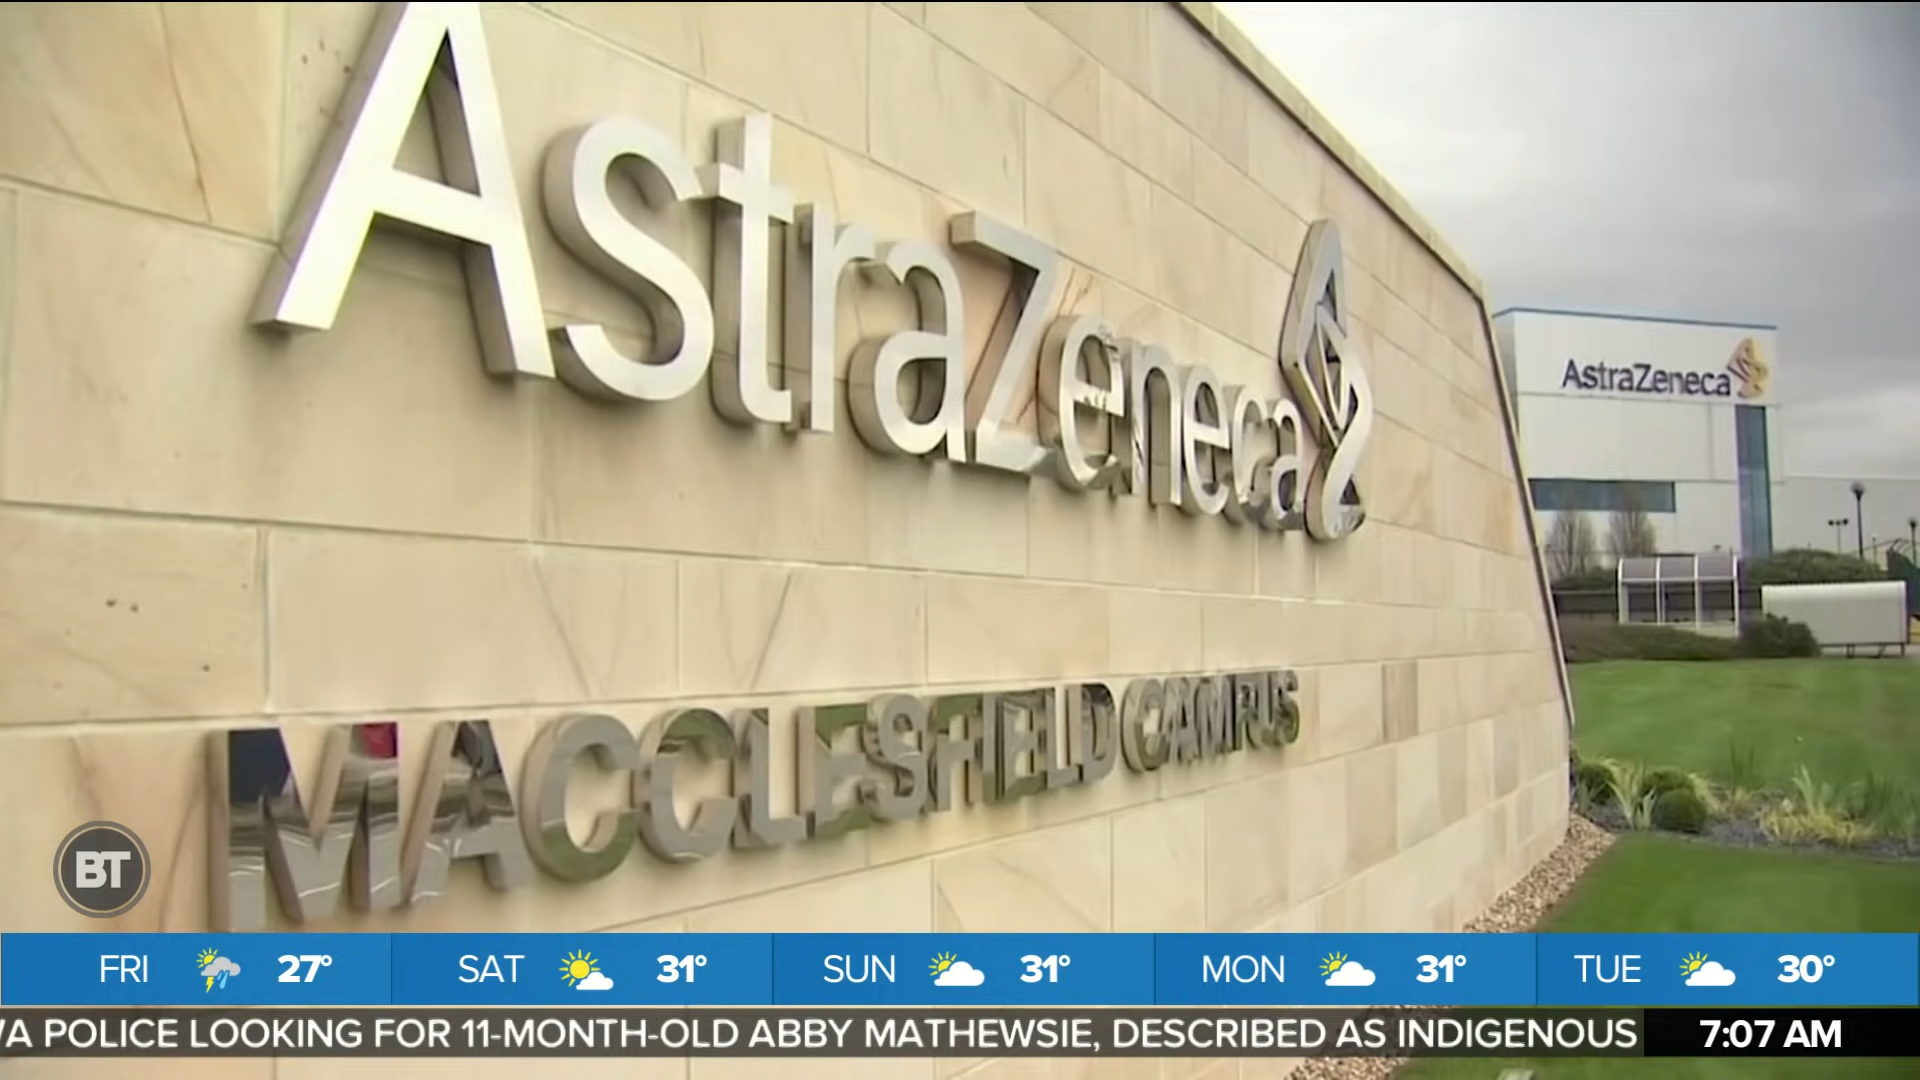 AstraZeneca
AstraZeneca
MACCLESFIELD CAMPUS
BT
FRI 27° SAT 31° SUN 31° MON 31° TUE 30°
POLICE LOOKING FOR 11-MONTH-OLD ABBY MATHEWSIE, DESCRIBED AS INDIGENOUS 7:07 AM